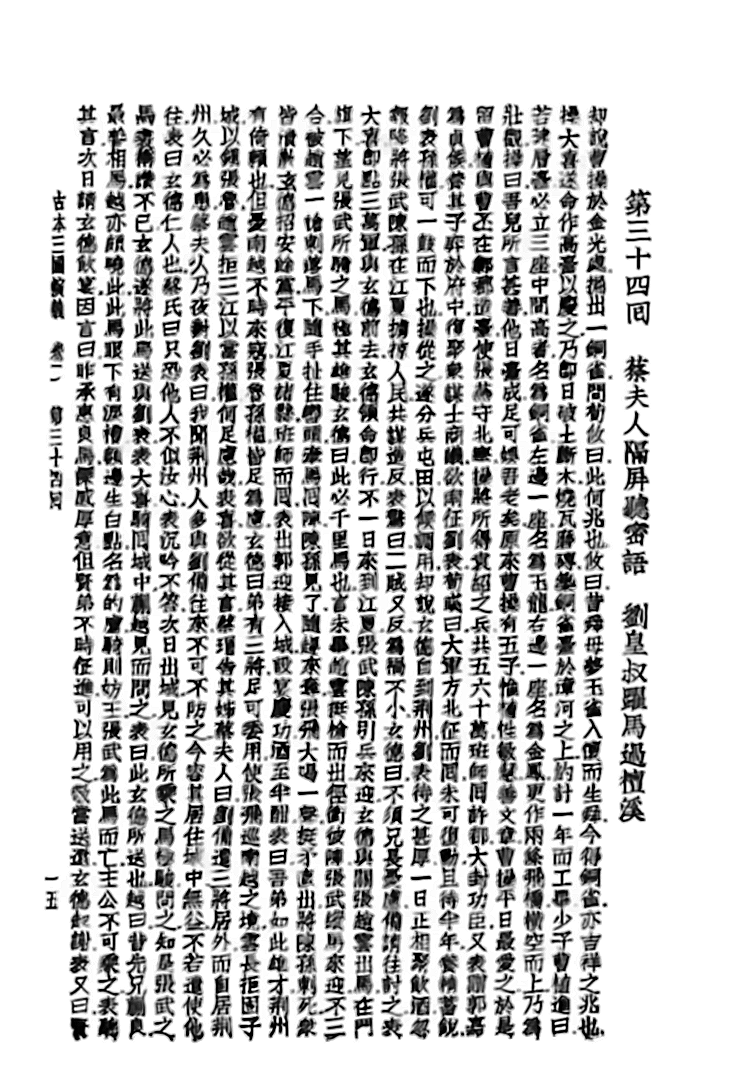 第三十四回　蔡夫人隔屏聽密語　劉皇叔躍馬過檀溪
却說曹操於金光處掘出一銅雀問荀攸曰此何兆也攸曰昔舜母夢玉雀入懷而生舜今得銅雀亦吉祥之兆也
操大喜遂命作高臺以慶之乃即日破土斷木燒瓦磨磚築銅雀臺於漳河之上約計一年而工畢少子曹植進曰
若建層臺必立三座中間高者名為銅雀左邊一座名為玉龍右邊一座名為金鳳更作兩條飛橋橫空而上乃為
壯觀操曰吾兒所言甚善他日臺成足可娛吾老矣原來曹操有五子惟植性敏慧善文章曹操平日最愛之於是
留曹植與曹丕在鄴郡造臺使張燕守北寨操將所得袁紹之兵共五六十萬班師回許都大封功臣又表贈郭嘉
為貞侯養其子奕於府中復聚眾謀士商議欲南征劉表荀彧曰大軍方北征而回未可復動且待半年養精蓄銳
劉表孫權可一鼓而下也操從之遂分兵屯田以候調用却說玄德自到荊州劉表待之甚厚一日正相聚飲酒忽
報降將張武陳孫在江夏擄掠人民共謀造反表驚曰二賊又反為禍不小玄德曰不須兄長憂慮備請往討之表
大喜即點三萬軍與玄德前去玄德領命即行不一日來到江夏張武陳孫引兵來迎玄德與關張趙雲出馬在門
旗下望見張武所騎之馬極其雄駿玄德曰此必千里馬也言未畢趙雲挺槍而出徑衝彼陣張武縱馬來迎不三
合被趙雲一槍刺落馬下隨手扯住轡頭牽馬回陣陳孫見了隨趕來奪張飛大喝一聲挺矛直出將陳孫刺死眾
皆潰散玄德招安餘黨平復江夏諸縣班師而回表出郭迎接入城設宴慶功酒至半酣表曰吾弟如此雄才荊州
有倚賴也但憂南越不時來寇張魯孫權皆足為慮玄德曰弟有三將足可委用使張飛巡南越之境雲長拒固子
城以鎮張魯趙雲拒三江以當孫權何足慮哉表喜欲從其言蔡瑁告其姊蔡夫人曰劉備遣三將居外而自居荊
州久必為患蔡夫人乃夜對劉表曰我聞荊州人多與劉備往來不可不防之今容其居住城中無益不若遣使他
往表曰玄德仁人也蔡氏曰只恐他人不似汝心表沉吟不答次日出城見玄德所乘之馬極駿問之知是張武之
馬表稱讚不已玄德遂將此馬送與劉表表大喜騎回城中蒯越見而問之表曰此玄德所送也越曰昔先兄蒯良
最善相馬越亦頗曉此此馬眼下有淚槽額邊生白點名為的盧騎則妨主張武為此馬而亡主公不可乘之表聽
其言次日請玄德飲宴因言曰昨承惠良馬深感厚意但賢弟不時征進可以用之敬當送還玄德起謝表又曰賢
古本三國演義　卷二　第三十四回　一五